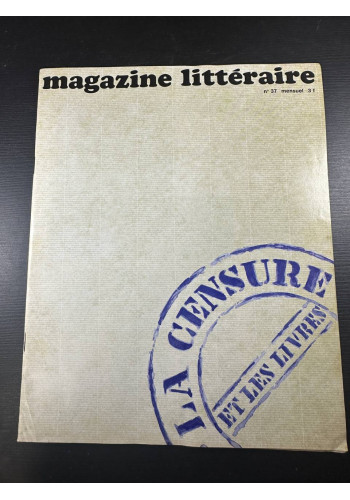 magazine littéraire
n° 37 mensuel 3 f
LA CENSURE
ET LES LIVRES